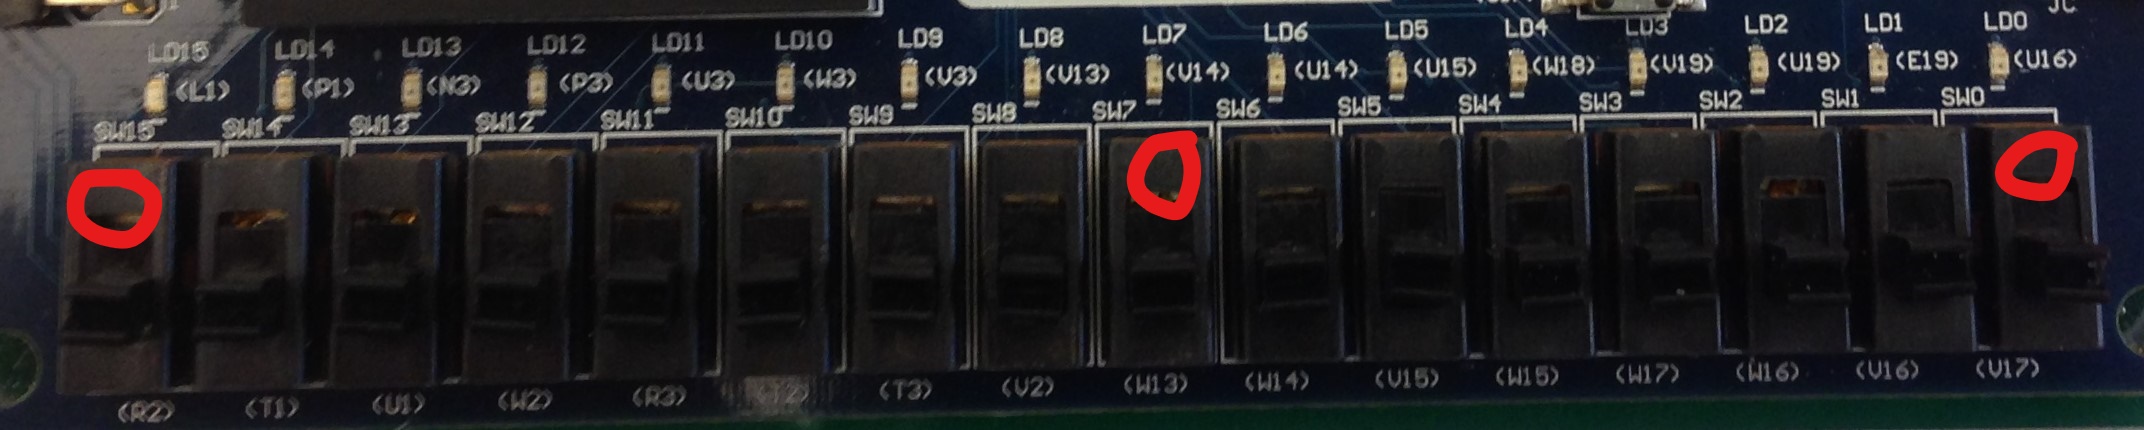 JC
LD15 LD14 LD13 LD12 LD11 LD10 LD9 LD8 LD7 LD6 LD5 LD4 LD3 LD2 LD1 LD0
(L1) (P1) (N3) (P3) (U3) (W3) (V3) (V13) (V14) (U14) (U15) (W18) (V19) (U19) (E19) (U16)
SW15 SW14 SW13 SW12 SW11 SW10 SW9 SW8 SW7 SW6 SW5 SW4 SW3 SW2 SW1 SW0
(R2) (T1) (U1) (W2) (R3) (T2) (T3) (V2) (W13) (W14) (V15) (W15) (W17) (W16) (V16) (V17)